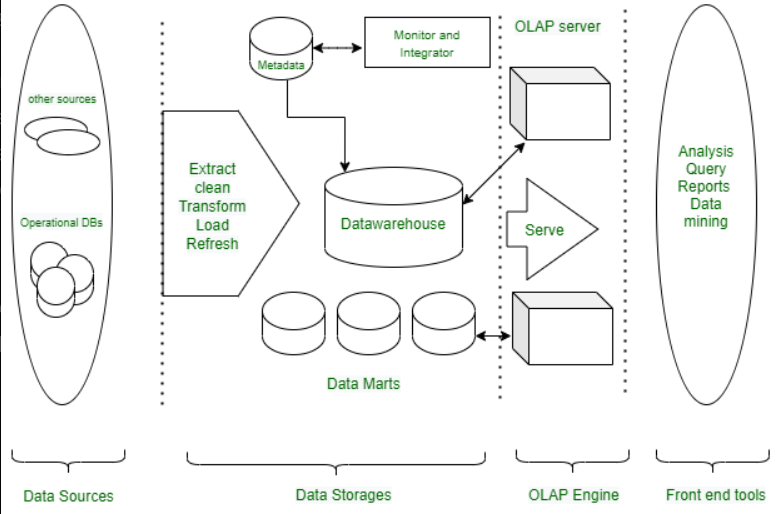 OLAP server
Monitor and
Integrator
Metadata
other sources
Extract
clean
Transform
Load
Refresh
Analysis
Query
Reports
Data
mining
Operational DBs
Datawarehouse
Serve
Data Marts
Data Sources
Data Storages
OLAP Engine
Front end tools